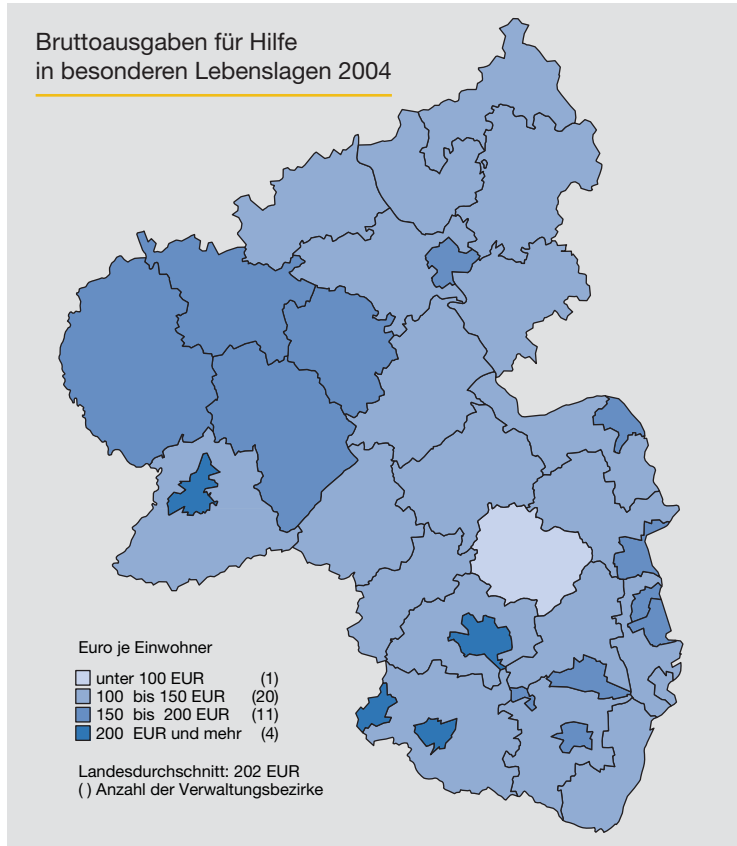 Bruttoausgaben für Hilfe
in besonderen Lebenslagen 2004
Euro je Einwohner
unter 100 EUR (1)
100 bis 150 EUR (20)
150 bis 200 EUR (11)
200 EUR und mehr (4)
Landesdurchschnitt: 202 EUR
( ) Anzahl der Verwaltungsbezirke